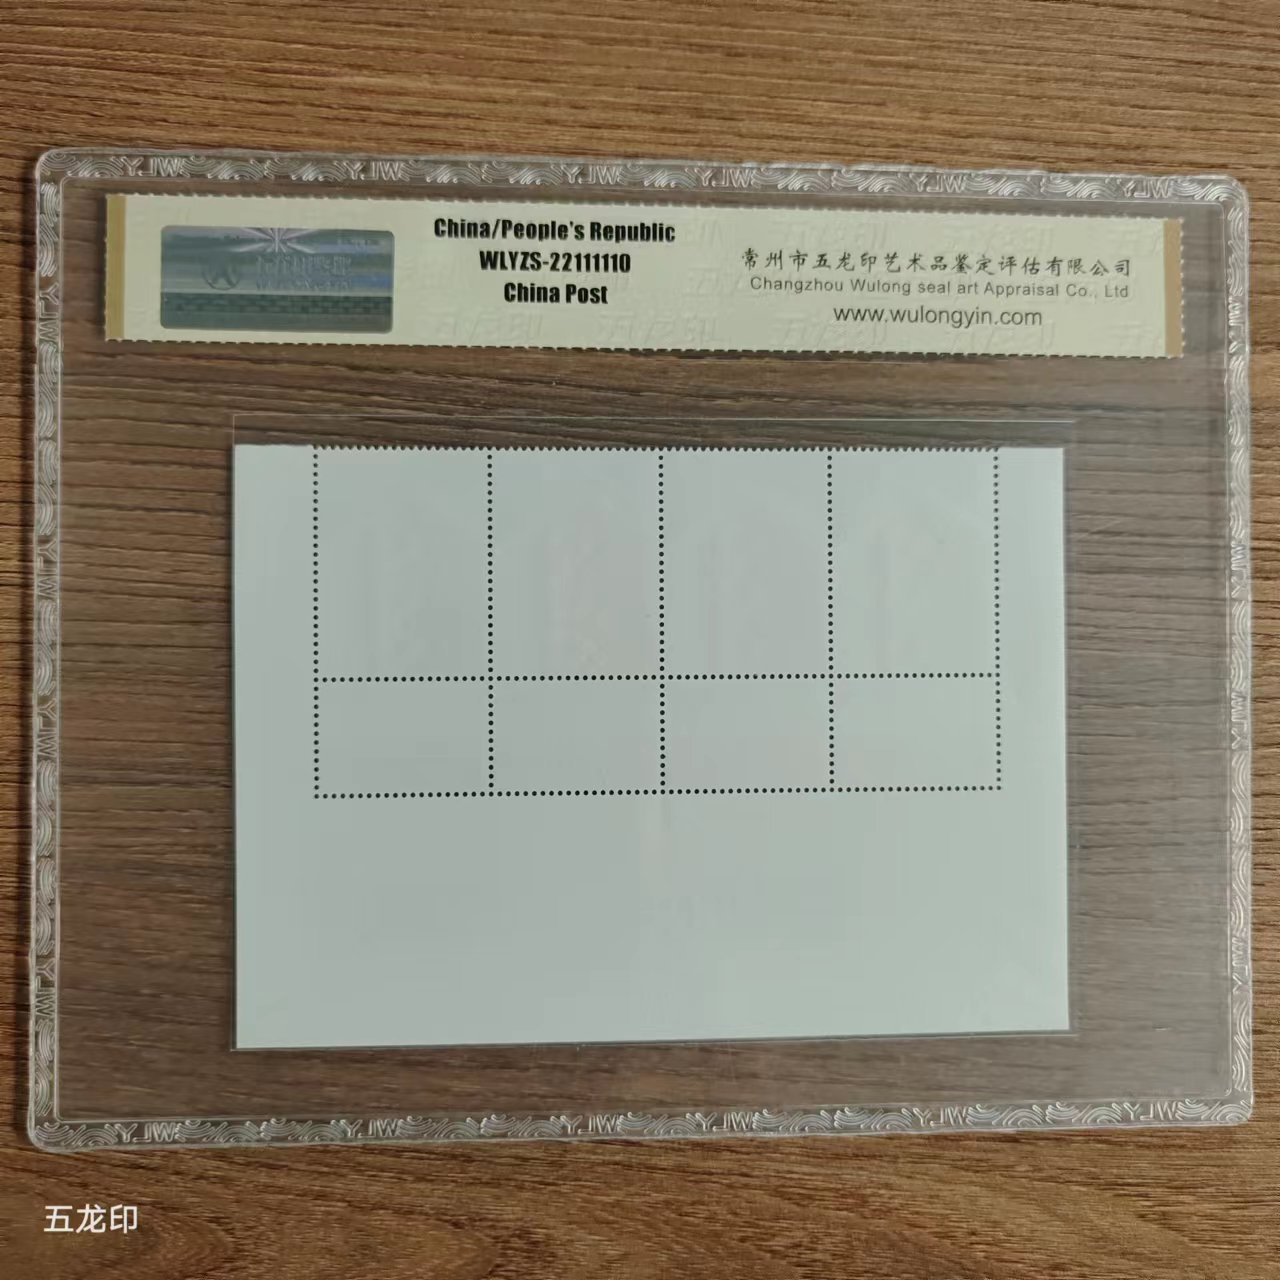 China/People's Republic
WLYZS-22111110
China Post
常州市五龙印艺术品鉴定评估有限公司
Changzhou Wulong seal art Appraisal Co., Ltd
www.wulongyin.com
五龙印